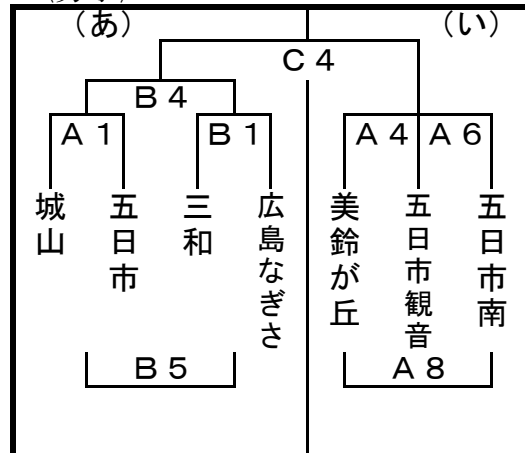 （あ）
（い）
Ｃ４
Ｂ４
Ａ１
Ｂ１
Ａ４
Ａ６
城山
五日市
三和
広島なぎさ
美鈴が丘
五日市観音
五日市南
Ｂ５
Ａ８